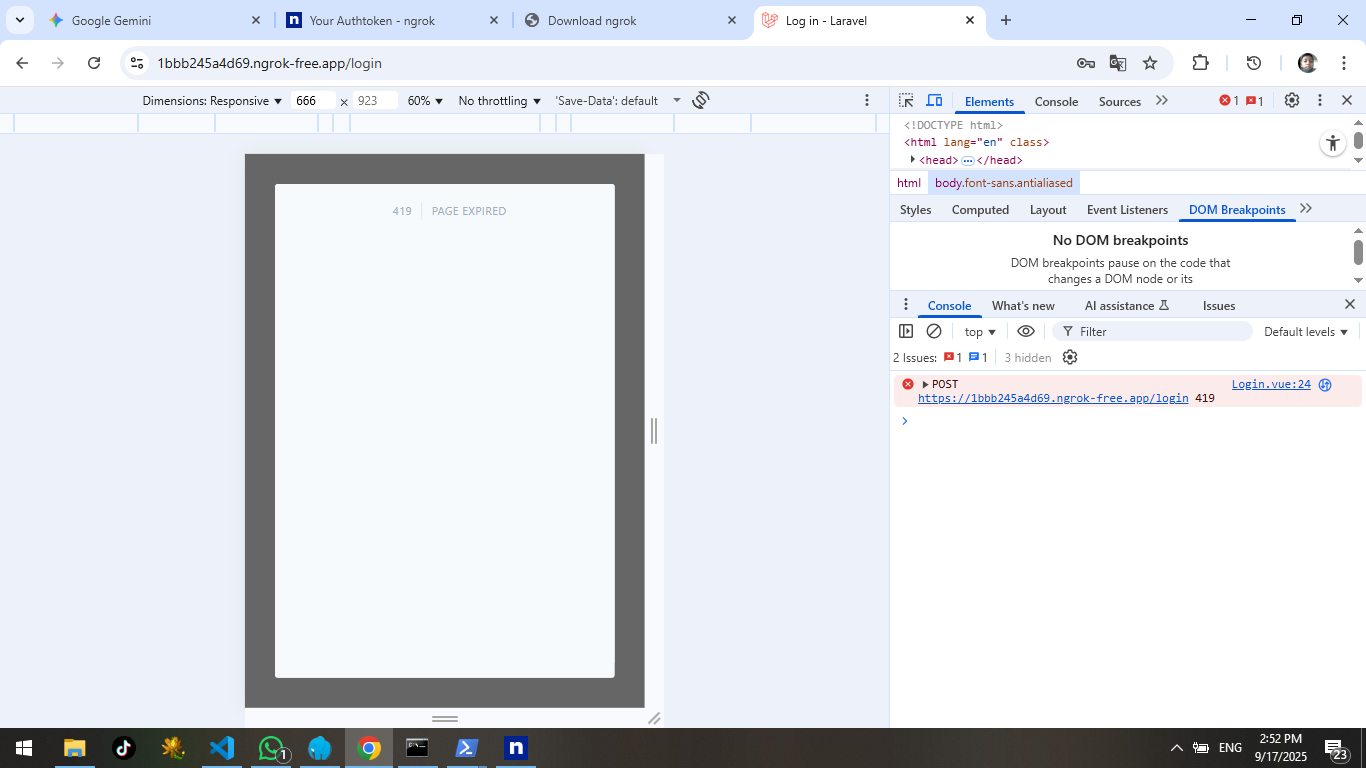 Google Gemini
Your Authtoken - ngrok
Download ngrok
Log in - Laravel
1bbb245a4d69.ngrok-free.app/login
Dimensions: Responsive 666 × 923 60% No throttling 'Save-Data': default
Elements Console Sources 1 1
<!DOCTYPE html>
<html lang="en" class>
<head> ⋯ </head>
html body.font-sans.antialiased
Styles Computed Layout Event Listeners DOM Breakpoints
No DOM breakpoints
DOM breakpoints pause on the code that
changes a DOM node or its
419 PAGE EXPIRED
Console What's new AI assistance Issues
top Filter Default levels
2 Issues: 1 1 3 hidden
POST Login.vue:24
https://1bbb245a4d69.ngrok-free.app/login 419
1
n
ENG
2:52 PM
9/17/2025
23